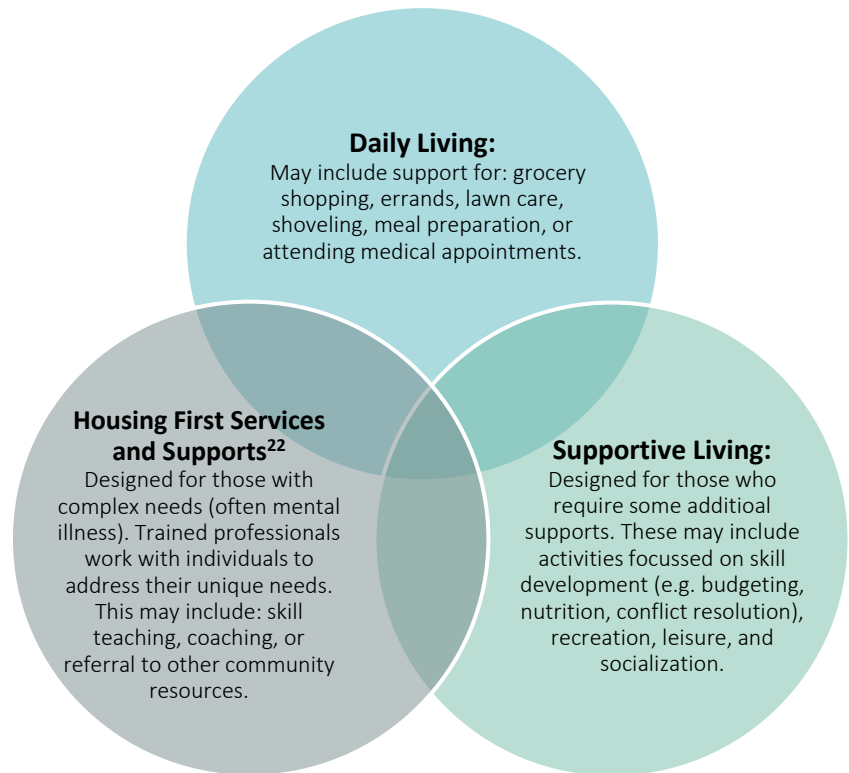 Daily Living:
May include support for: grocery
shopping, errands, lawn care,
shoveling, meal preparation, or
attending medical appointments.
Housing First Services
and Supports22
Designed for those with
complex needs (often mental
illness). Trained professionals
work with individuals to
address their unique needs.
This may include: skill
teaching, coaching, or
referral to other community
resources.
Supportive Living:
Designed for those who
require some additioal
supports. These may include
activities focussed on skill
development (e.g. budgeting,
nutrition, conflict resolution),
recreation, leisure, and
socialization.